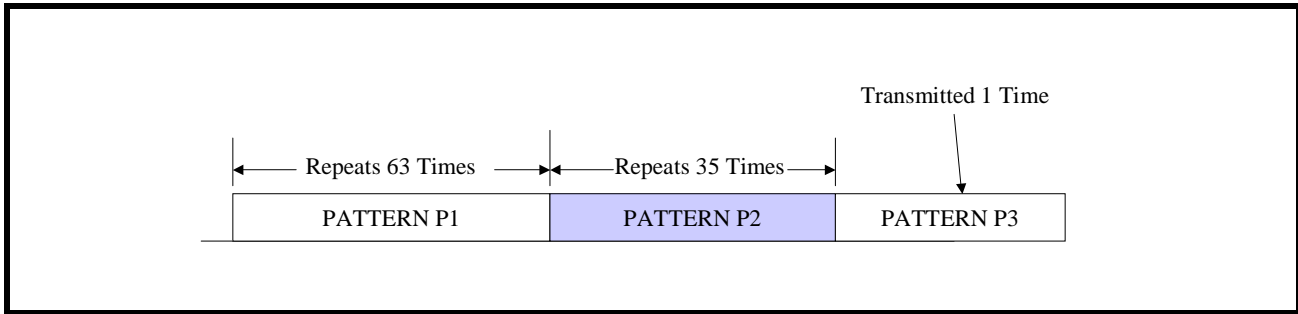 Transmitted 1 Time
Repeats 63 Times
Repeats 35 Times
PATTERN P1
PATTERN P2
PATTERN P3